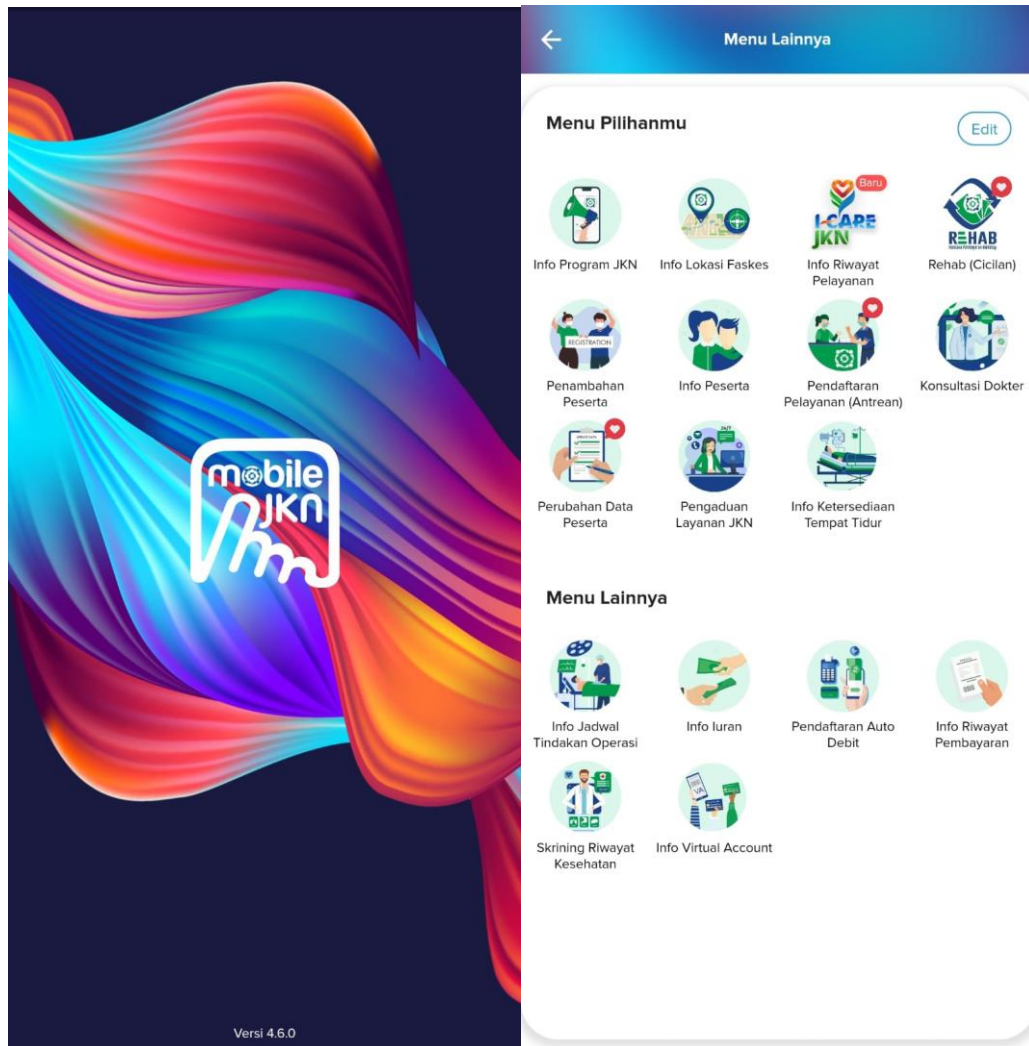 mobile
JKN
Versi 4.6.0
Menu Lainnya
Menu Pilihanmu
Edit
Baru
I-CARE
JKN
REHAB
Info Program JKN
Info Lokasi Faskes
Info Riwayat
Pelayanan
Rehab (Cicilan)
REGISTRATION
Penambahan
Peserta
Info Peserta
Pendaftaran
Pelayanan (Antrean)
Konsultasi Dokter
24/7
Perubahan Data
Peserta
Pengaduan
Layanan JKN
Info Ketersediaan
Tempat Tidur
Menu Lainnya
Info Jadwal
Tindakan Operasi
Info Iuran
Pendaftaran Auto
Debit
Info Riwayat
Pembayaran
VA
Skrining Riwayat
Kesehatan
Info Virtual Account